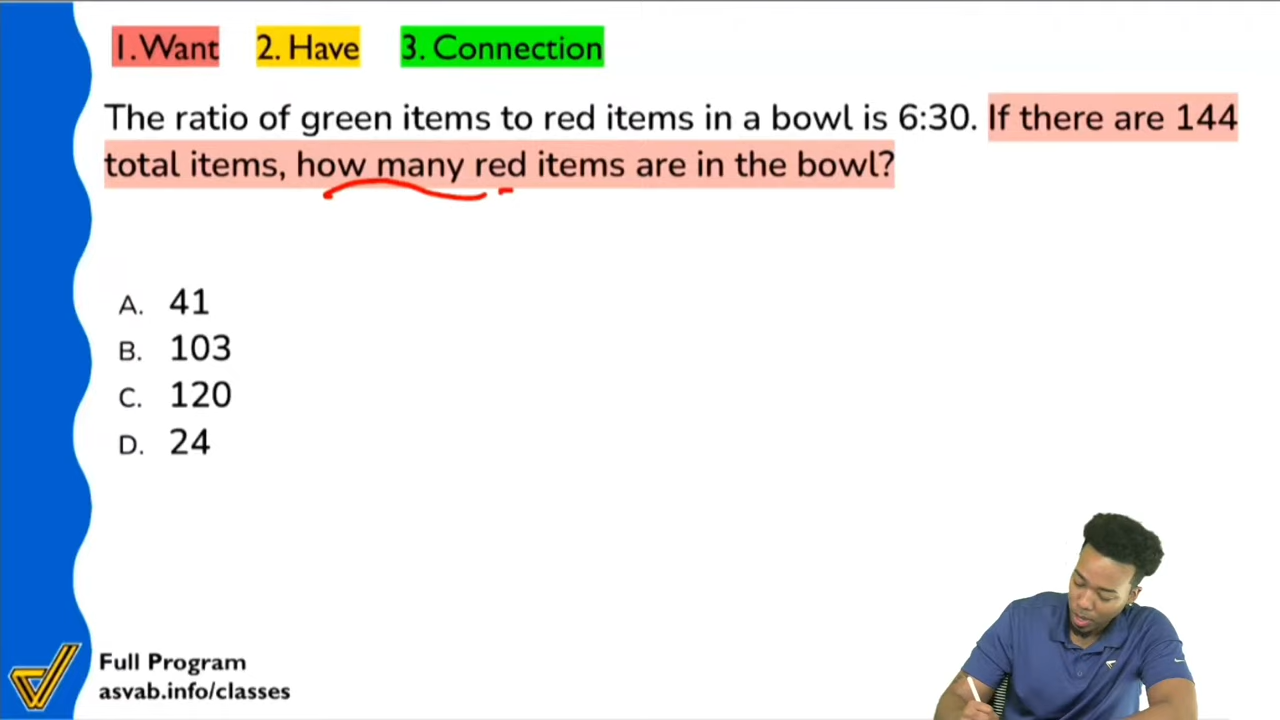 1. Want 2. Have 3. Connection
The ratio of green items to red items in a bowl is 6:30. If there are 144
total items, how many red items are in the bowl?
A. 41
B. 103
C. 120
D. 24
Full Program
asvab.info/classes